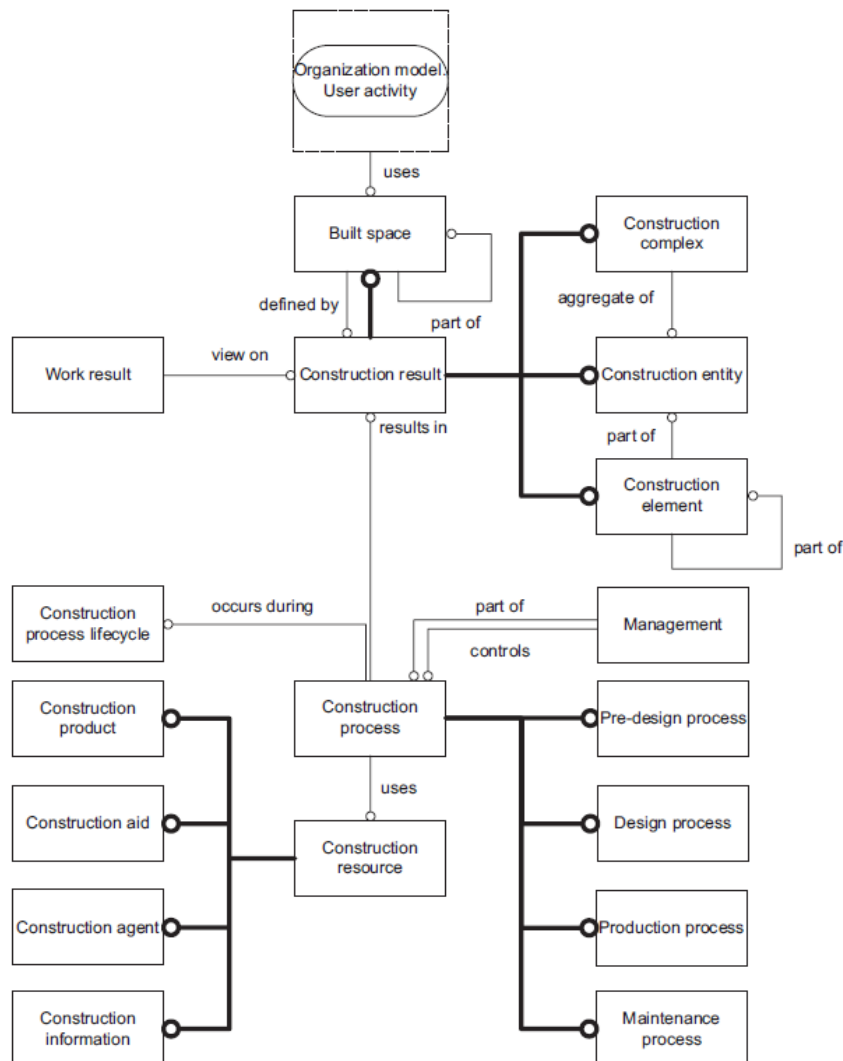 Organization model.
User activity
uses
Built space
Construction
complex
defined by
part of
aggregate of
Work result
view on
Construction result
Construction entity
results in
part of
Construction
element
part of
Construction
process lifecycle
occurs during
part of
controls
Management
Construction
product
Construction
process
Pre-design process
uses
Construction aid
Construction
resource
Design process
Construction agent
Production process
Construction
information
Maintenance
process